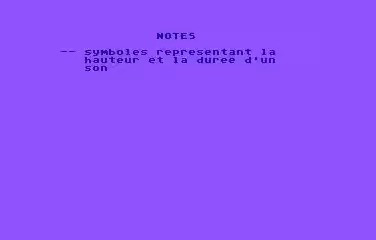 NOTES
-- symboles representant la
hauteur et la duree d'un
son